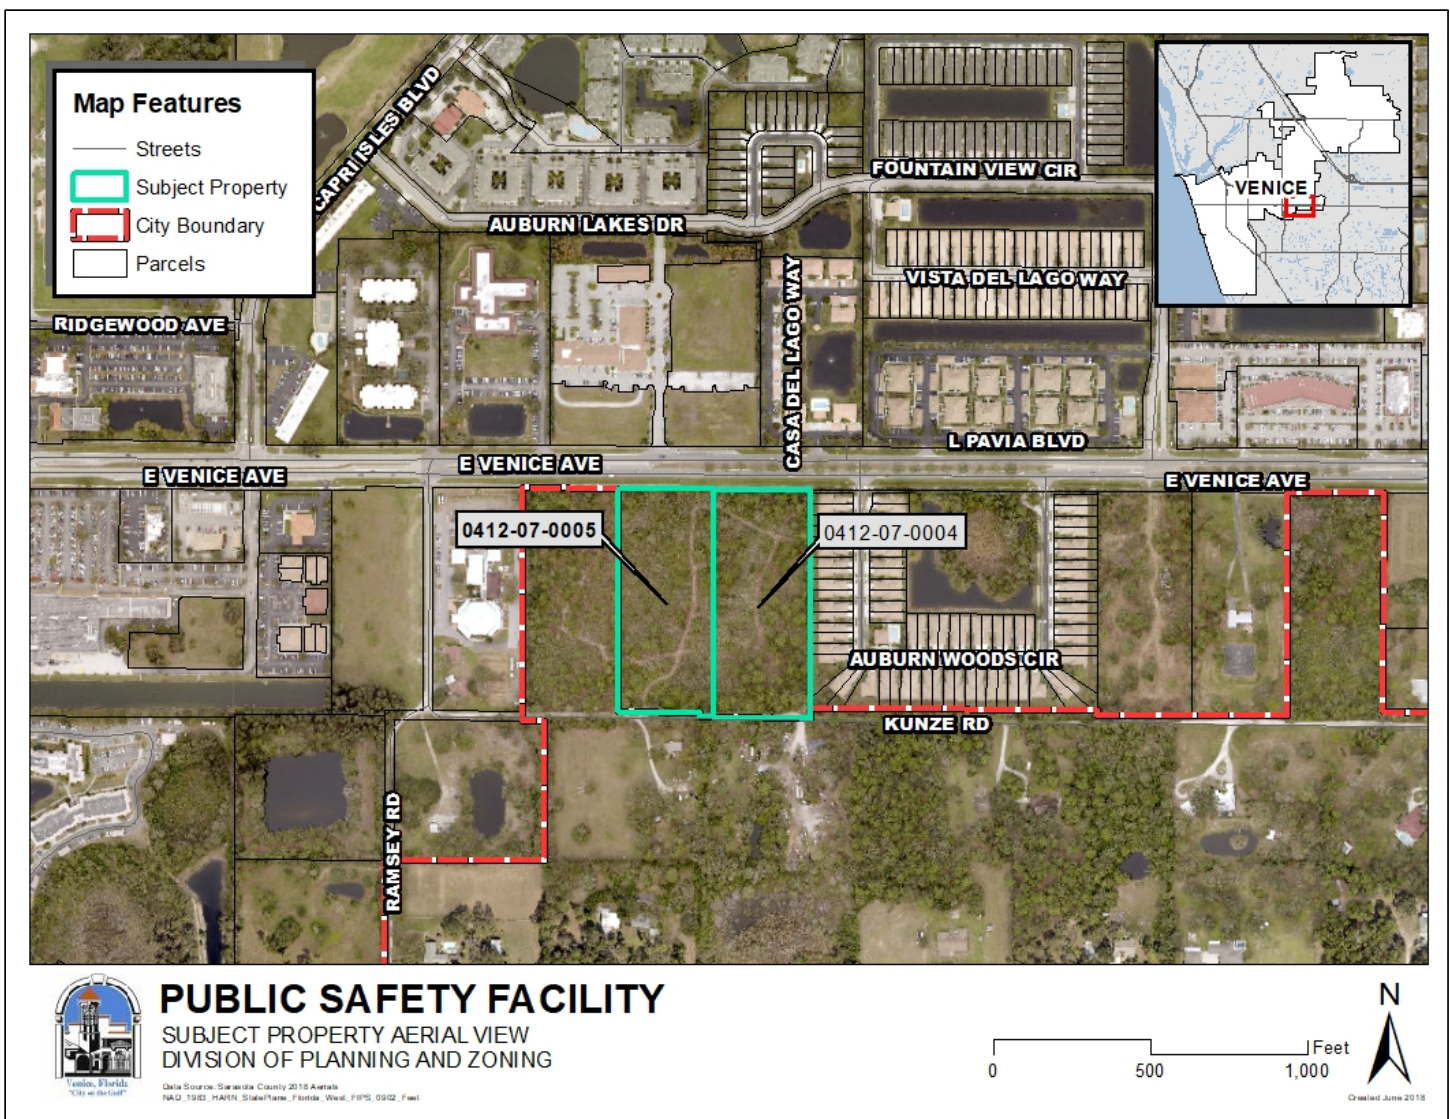 Map Features
Streets
Subject Property
City Boundary
Parcels
CAPRI ISLES BLVD
FOUNTAIN VIEW CIR
VENICE
AUBURN LAKES DR
VISTA DEL LAGO WAY
CASA DEL LAGO WAY
RIDGEWOOD AVE
L PAVIA BLVD
E VENICE AVE
E VENICE AVE
E VENICE AVE
0412-07-0005
0412-07-0004
AUBURN WOODS CIR
KUNZE RD
RAMSEY RD
PUBLIC SAFETY FACILITY
SUBJECT PROPERTY AERIAL VIEW
DIVISION OF PLANNING AND ZONING
Data Source: Sarasota County 2018 Aerials
NAD_1983_HARN_StatePlane_Florida_West_FIPS_0902_Feet
Venice, Florida
"City on the Gulf"
N
Feet
0 500 1,000
Created June 2018